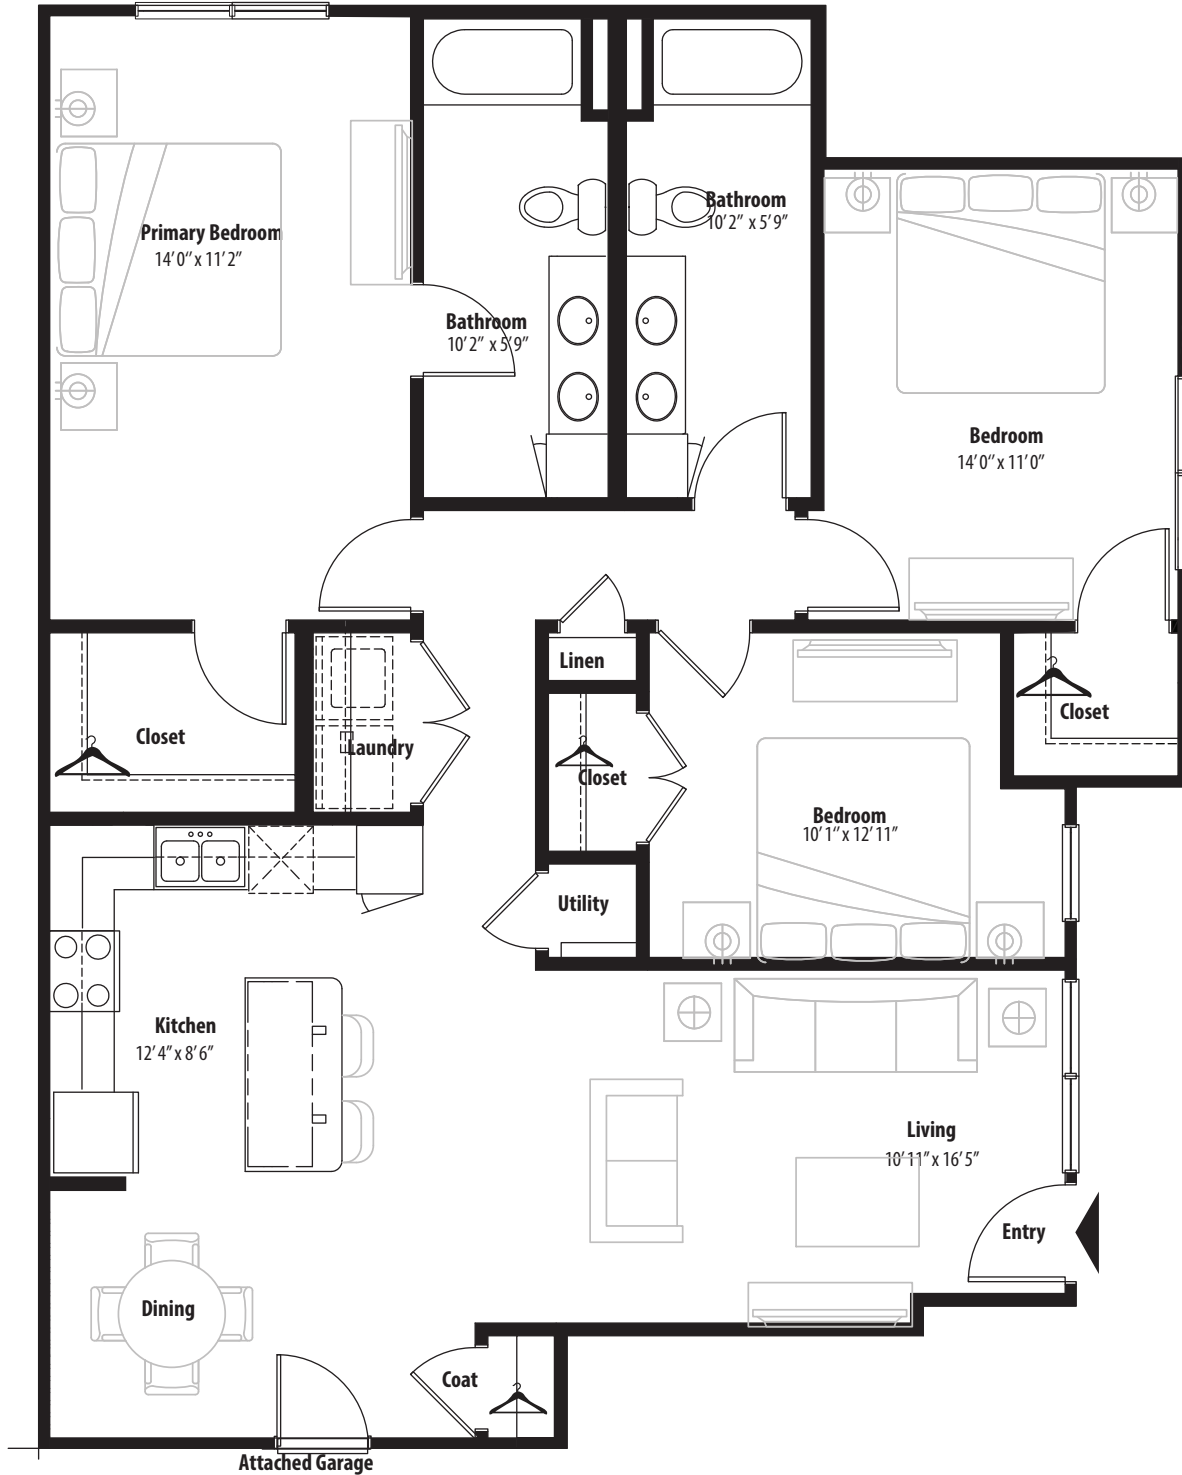 Primary Bedroom
14'0" x 11'2"
Bathroom
10'2" x 5'9"
Bathroom
10'2" x 5'9"
Bedroom
14'0" x 11'0"
Linen
Closet
Laundry
Closet
Closet
Bedroom
10'1" x 12'11"
Utility
Kitchen
12'4" x 8'6"
Living
10'11" x 16'5"
Entry
Dining
Coat
Attached Garage